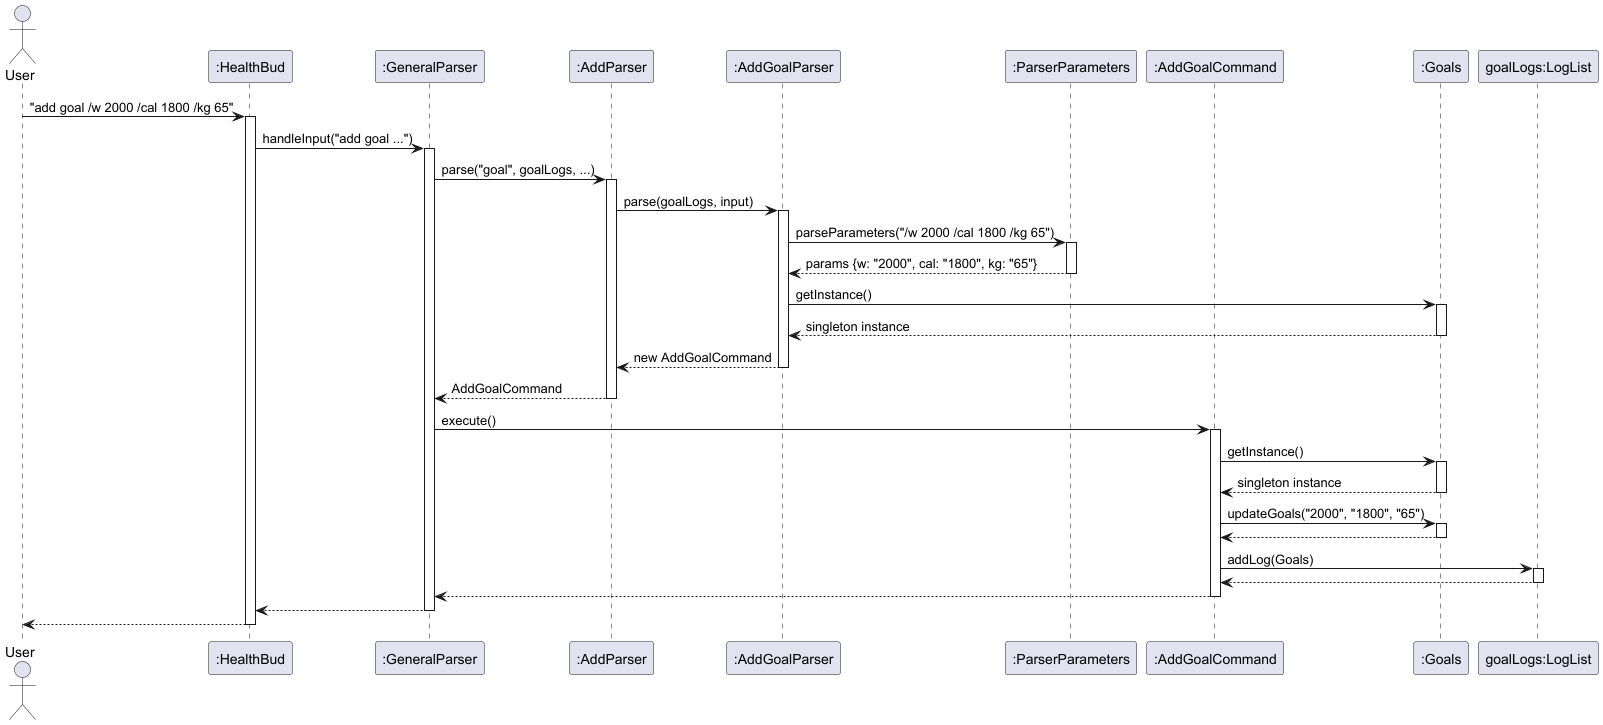 User
:HealthBud
:GeneralParser
:AddParser
:AddGoalParser
:ParserParameters
:AddGoalCommand
:Goals
goalLogs:LogList
"add goal /w 2000 /cal 1800 /kg 65"
handleInput("add goal ...")
parse("goal", goalLogs, ...)
parse(goalLogs, input)
parseParameters("/w 2000 /cal 1800 /kg 65")
params {w: "2000", cal: "1800", kg: "65"}
getInstance()
singleton instance
new AddGoalCommand
AddGoalCommand
execute()
getInstance()
singleton instance
updateGoals("2000", "1800", "65")
addLog(Goals)
User
:HealthBud
:GeneralParser
:AddParser
:AddGoalParser
:ParserParameters
:AddGoalCommand
:Goals
goalLogs:LogList